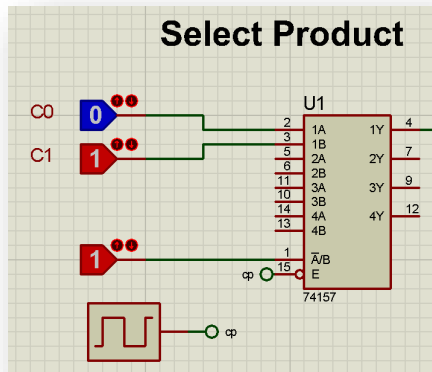 Select Product
U1
C0 0 2 1A 1Y 4
C1 1 3 1B
5 2A 2Y 7
6 2B
11 3A 3Y 9
10 3B
14 4A 4Y 12
13 4B
1 1 A/B
cp 15 E
74157
cp